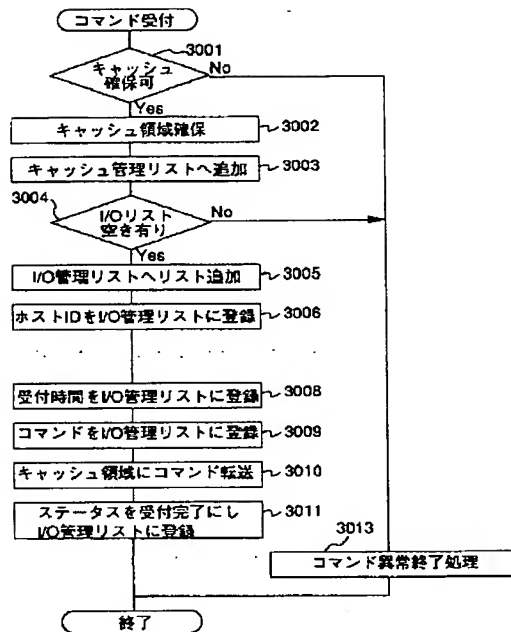 コマンド受付
3001
キャッシュ
確保可
No
Yes
キャッシュ領域確保
3002
キャッシュ管理リストへ追加
3003
3004
I/Oリスト
空き有り
No
Yes
I/O管理リストへリスト追加
3005
ホストIDをI/O管理リストに登録
3006
受付時間をI/O管理リストに登録
3008
コマンドをI/O管理リストに登録
3009
キャッシュ領域にコマンド転送
3010
ステータスを受付完了にし
I/O管理リストに登録
3011
3013
コマンド異常終了処理
終了